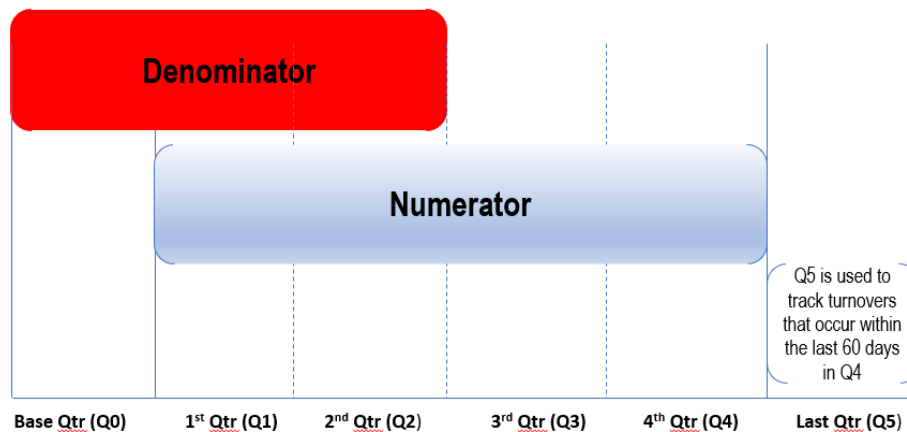 Denominator
Numerator
Q5 is used to
track turnovers
that occur within
the last 60 days
in Q4
Base Qtr (Q0) 1st Qtr (Q1) 2nd Qtr (Q2) 3rd Qtr (Q3) 4th Qtr (Q4) Last Qtr (Q5)